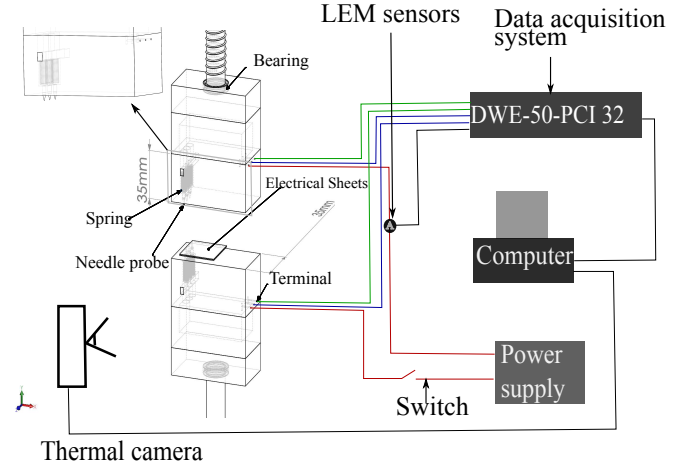 LEM sensors
Data acquisition
system
Bearing
DWE-50-PCI 32
35mm
Electrical Sheets
Spring
35mm
A
Needle probe
Computer
Terminal
Power
supply
Switch
Thermal camera